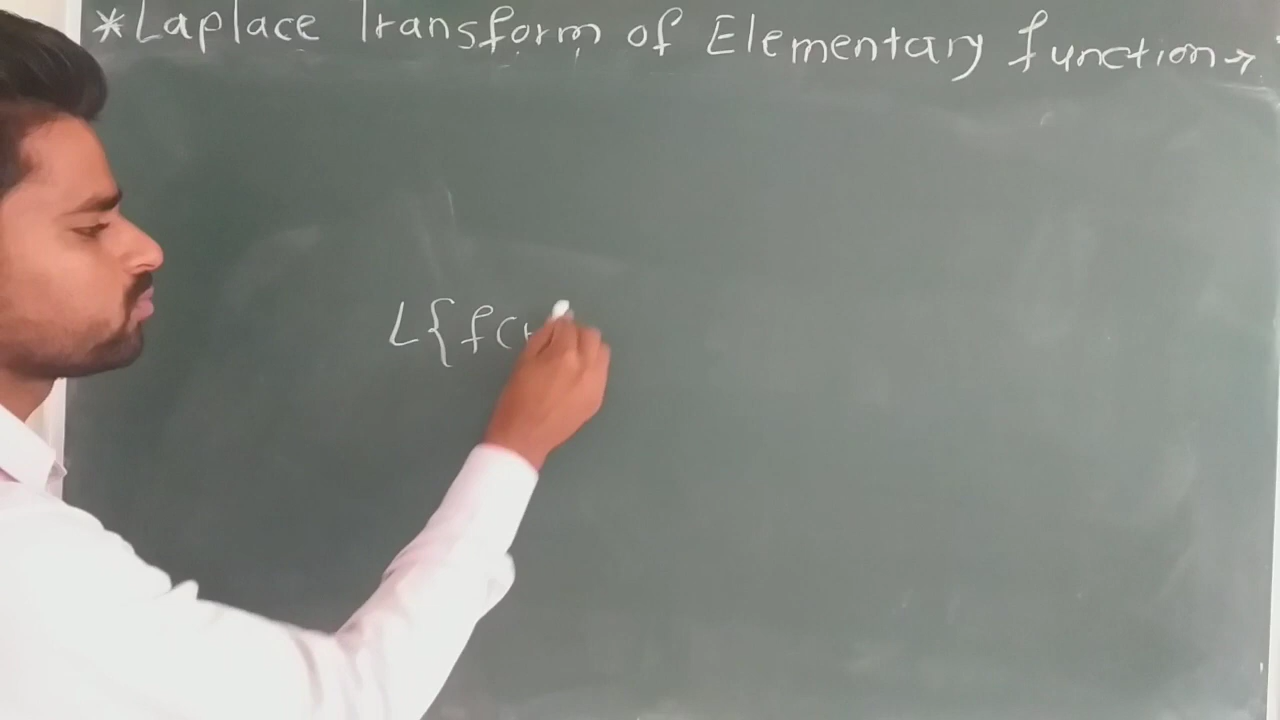 *Laplace Transform of Elementary function→
L{f(t